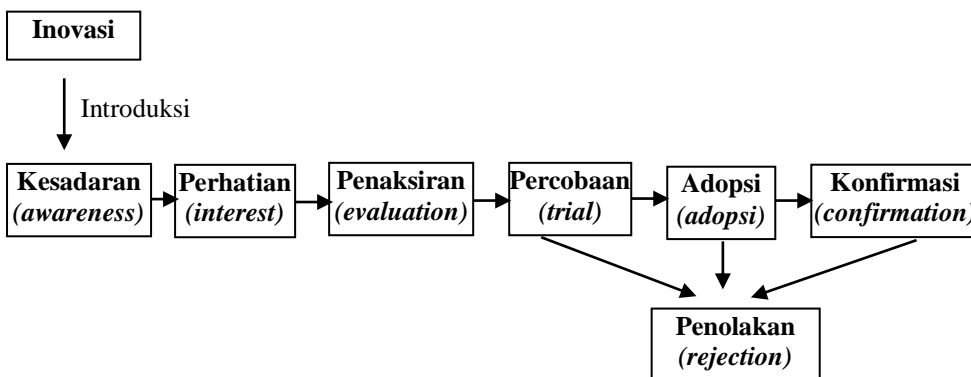 Inovasi
Introduksi
Kesadaran
(awareness)
Perhatian
(interest)
Penaksiran
(evaluation)
Percobaan
(trial)
Adopsi
(adopsi)
Konfirmasi
(confirmation)
Penolakan
(rejection)